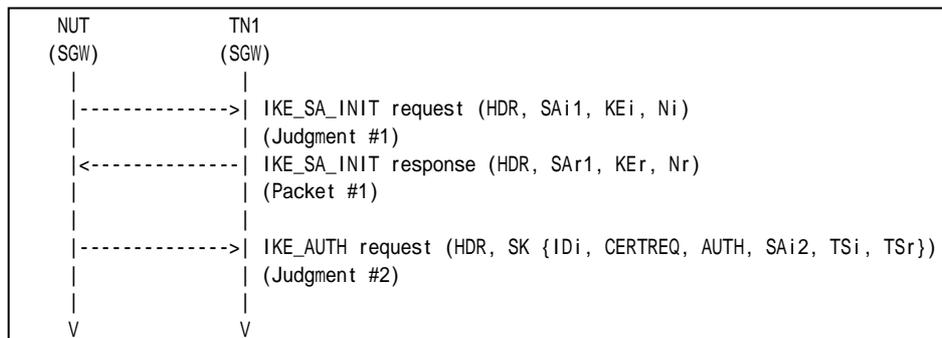 NUT TN1
(SGW) (SGW)
| |
|-------------->| IKE_SA_INIT request (HDR, SAi1, KEi, Ni)
| | (Judgment #1)
|<--------------| IKE_SA_INIT response (HDR, SAr1, KEr, Nr)
| | (Packet #1)
| |
|-------------->| IKE_AUTH request (HDR, SK {IDi, CERTREQ, AUTH, SAi2, TSi, TSr})
| | (Judgment #2)
| |
V V